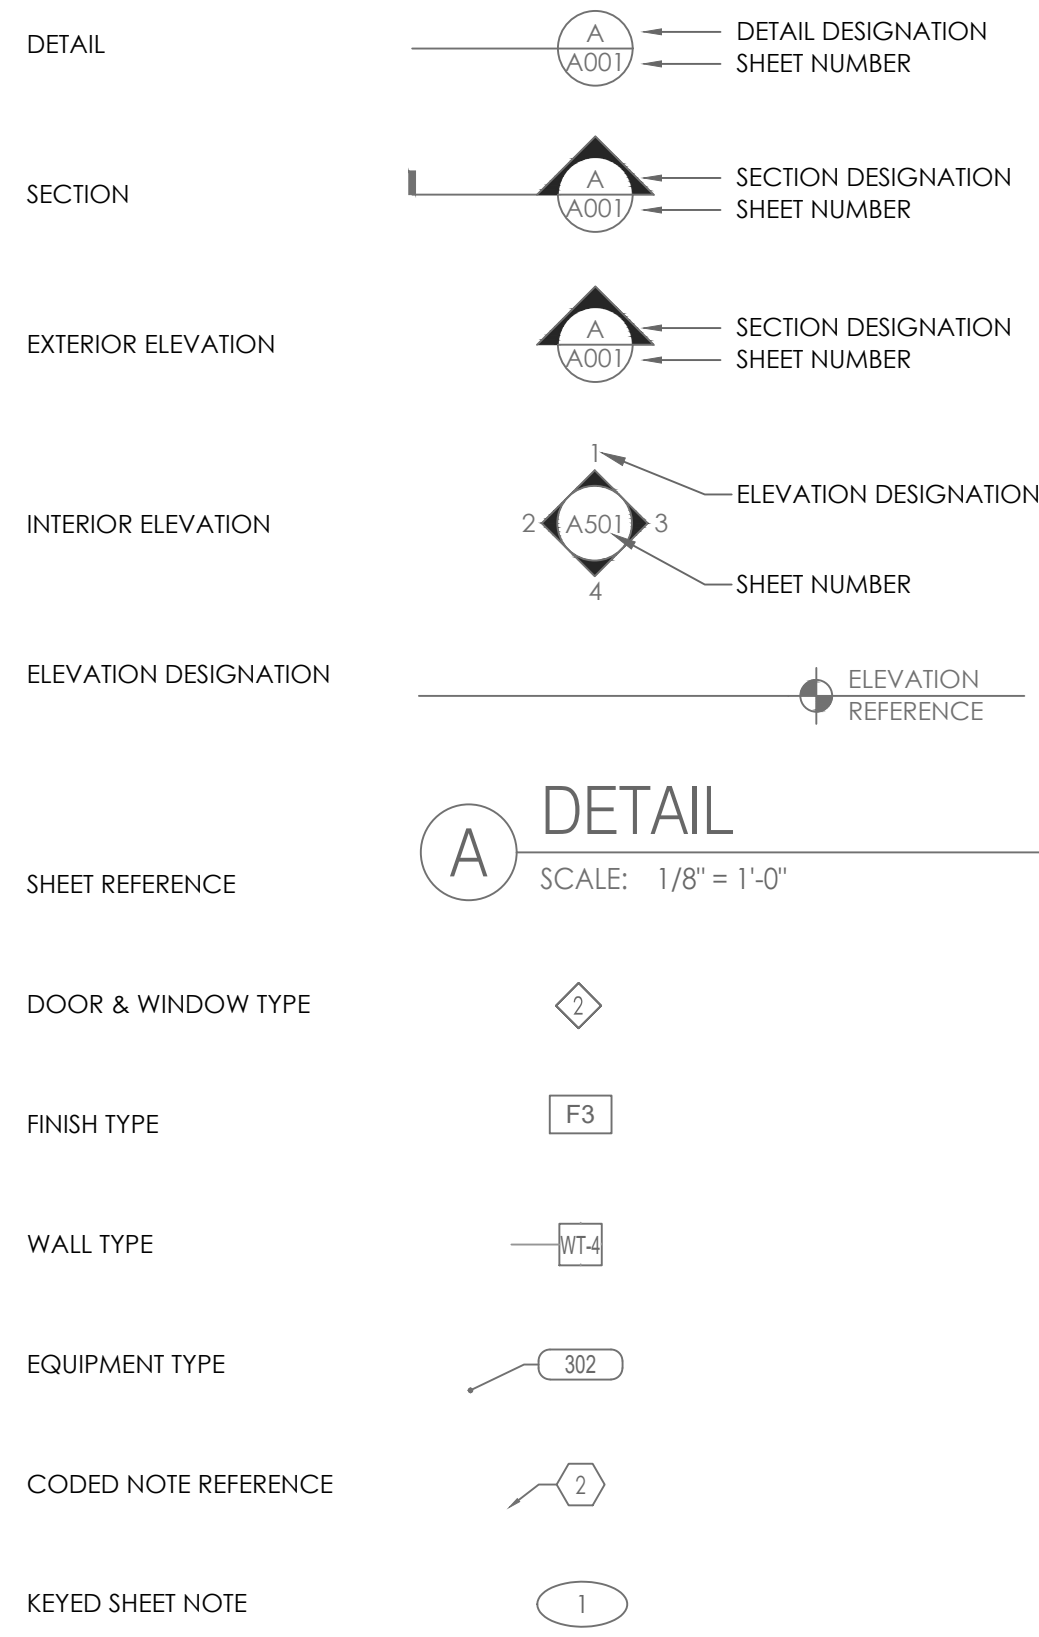 DETAIL
A
A001
DETAIL DESIGNATION
SHEET NUMBER
SECTION
A
A001
SECTION DESIGNATION
SHEET NUMBER
EXTERIOR ELEVATION
A
A001
SECTION DESIGNATION
SHEET NUMBER
INTERIOR ELEVATION
1
2
A501
3
4
ELEVATION DESIGNATION
SHEET NUMBER
ELEVATION DESIGNATION
ELEVATION
REFERENCE
SHEET REFERENCE
A
DETAIL
SCALE: 1/8" = 1'-0"
DOOR & WINDOW TYPE
2
FINISH TYPE
F3
WALL TYPE
WT-4
EQUIPMENT TYPE
302
CODED NOTE REFERENCE
2
KEYED SHEET NOTE
1